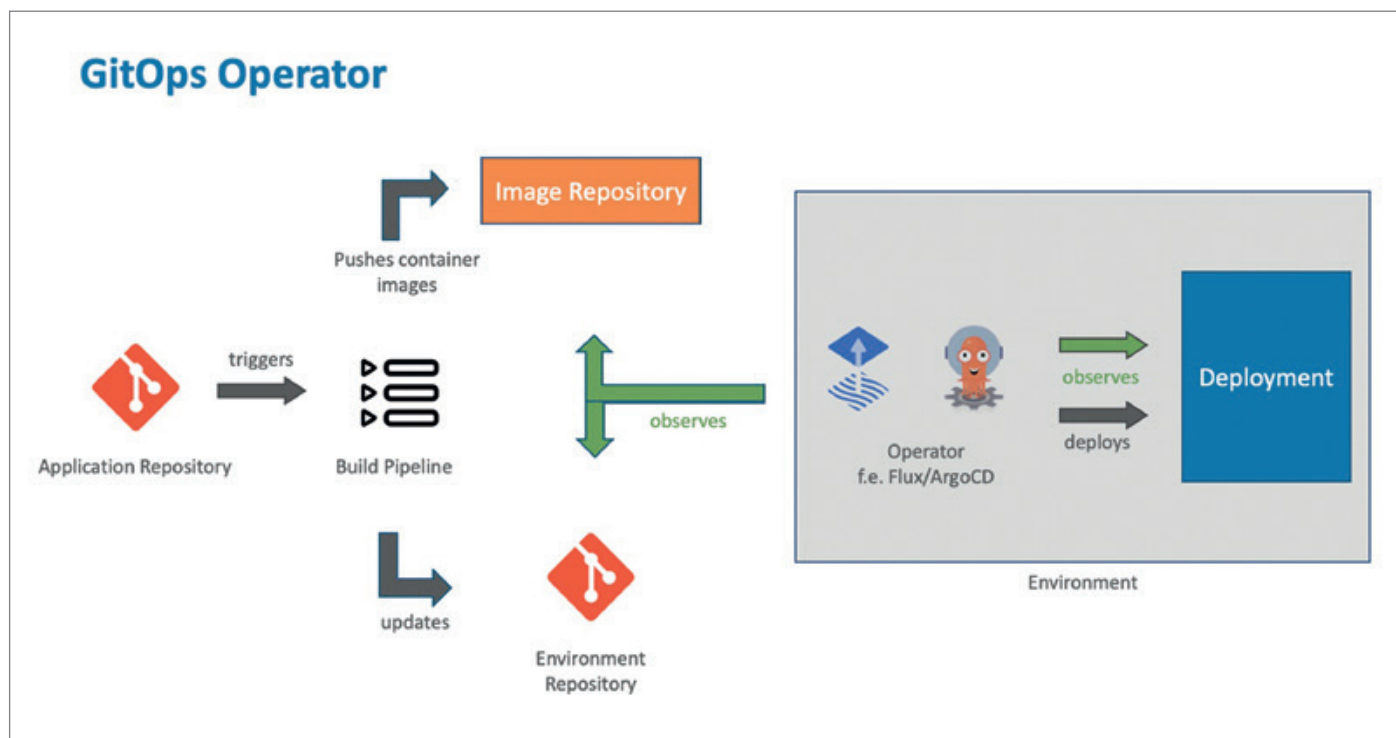 GitOps Operator
Image Repository
Pushes container
images
triggers
Application Repository
Build Pipeline
observes
updates
Environment
Repository
Operator
f.e. Flux/ArgoCD
observes
deploys
Deployment
Environment